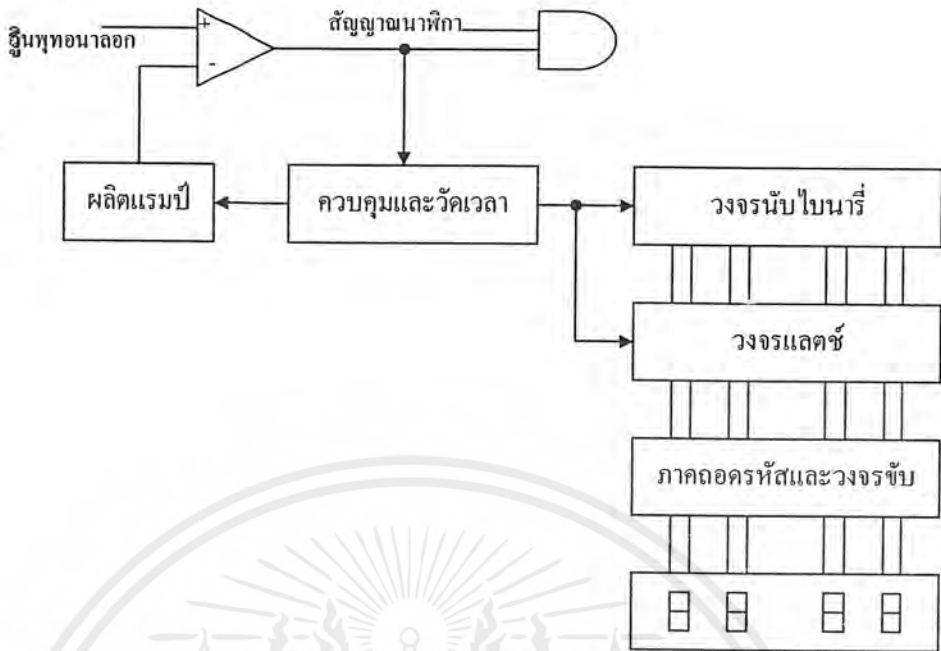 อินพุทอนาลอก
+
-
สัญญาณนาฬิกา
ผลิตแรมป์
ควบคุมและวัดเวลา
วงจรนับไบนารี่
วงจรแลตช์
ภาคถอดรหัสและวงจรขับ